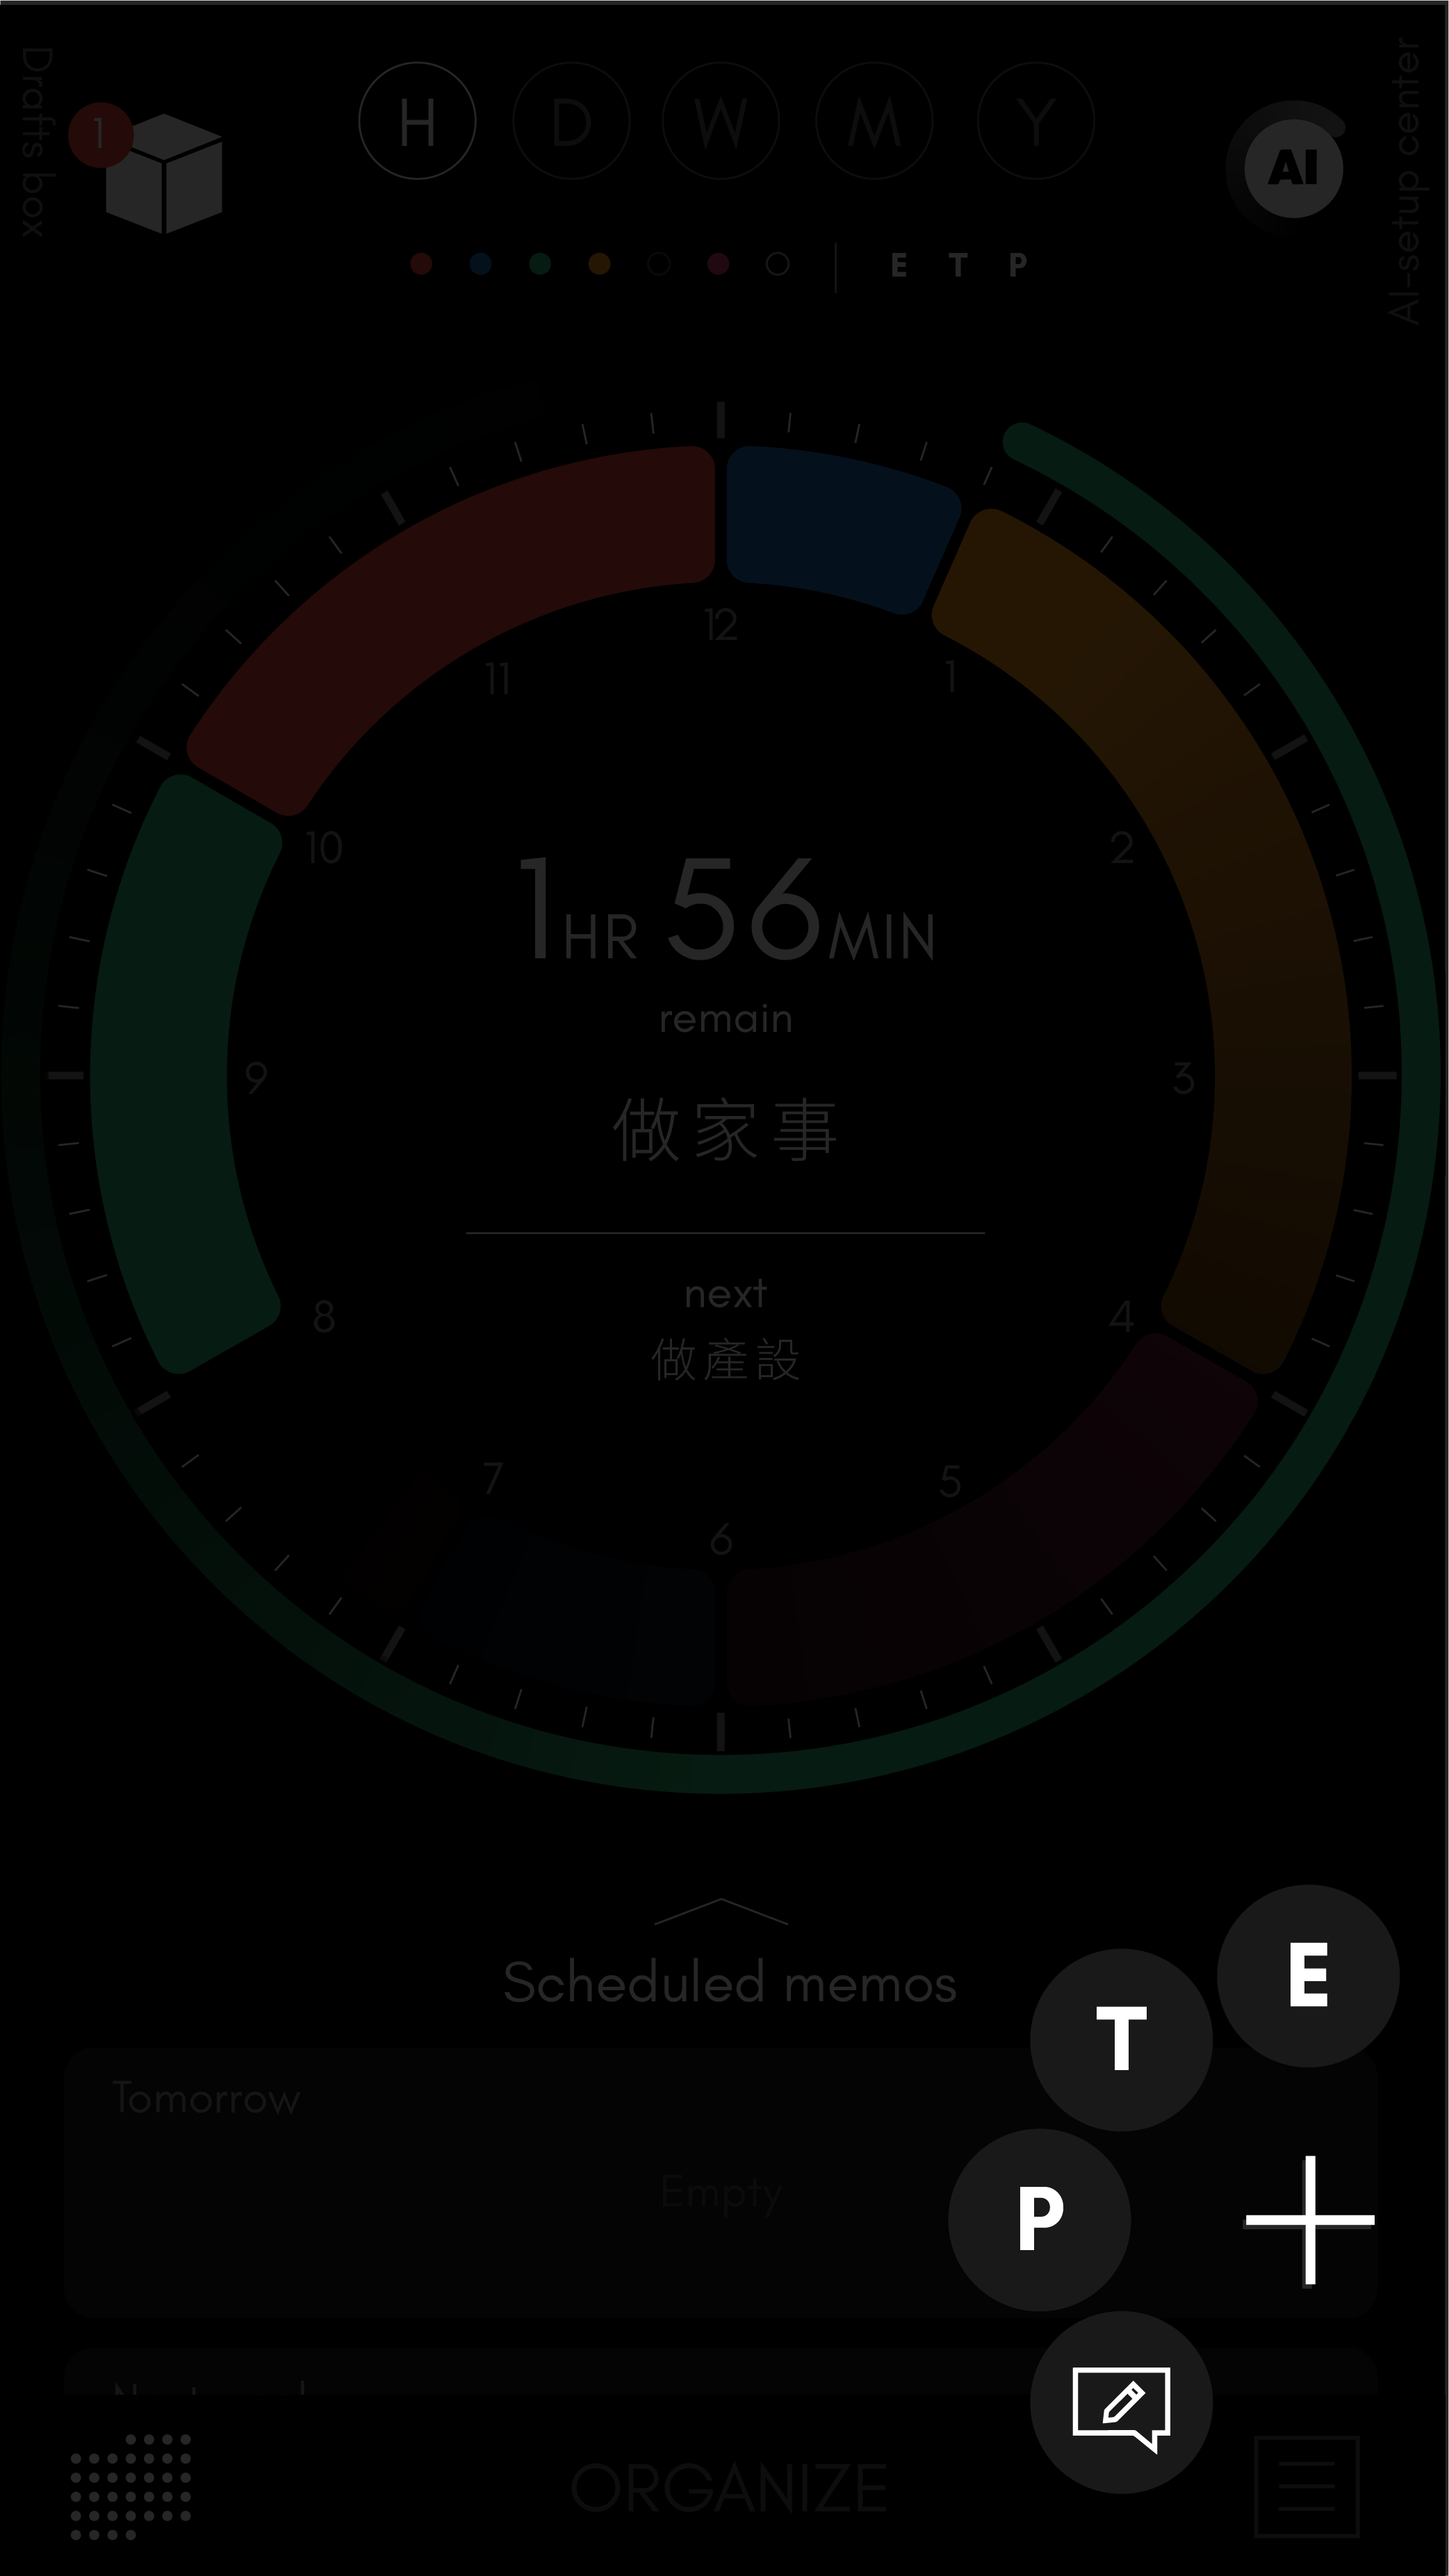 Drafts box
1
H D W M Y
AI
AI-setup center
E T P
12
11
1
10
2
9
3
8
4
7
5
6
1HR 56MIN
remain
做家事
next
做產設
Scheduled memos
E
T
Tomorrow
Empty
P
ORGANIZE